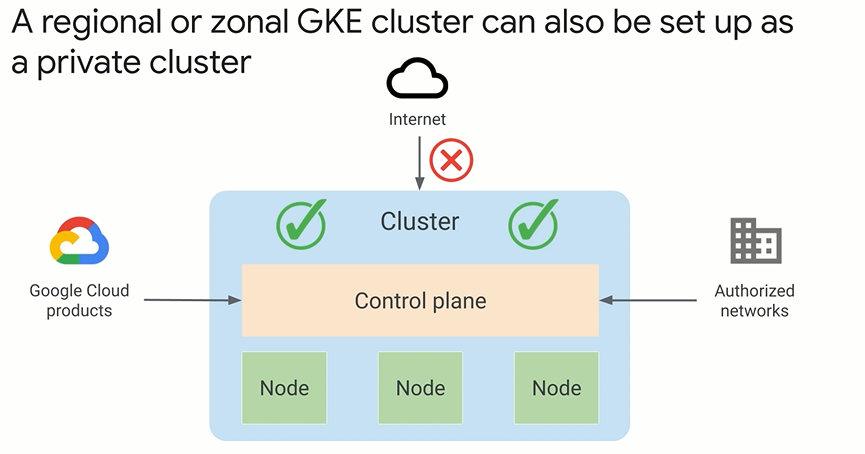 A regional or zonal GKE cluster can also be set up as
a private cluster
Internet
Cluster
Google Cloud
products
Control plane
Authorized
networks
Node
Node
Node